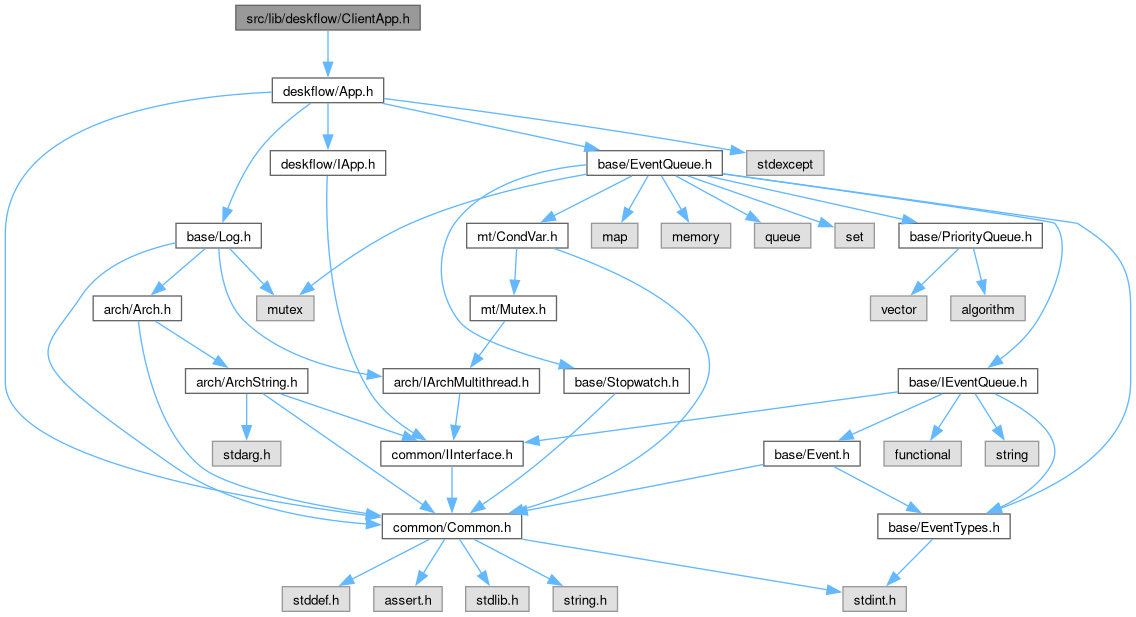 src/lib/deskflow/ClientApp.h
deskflow/App.h
deskflow/IApp.h
base/EventQueue.h
stdexcept
base/Log.h
mt/CondVar.h
map
memory
queue
set
base/PriorityQueue.h
arch/Arch.h
mutex
mt/Mutex.h
vector
algorithm
arch/ArchString.h
arch/IArchMultithread.h
base/Stopwatch.h
base/IEventQueue.h
stdarg.h
common/IInterface.h
base/Event.h
functional
string
common/Common.h
base/EventTypes.h
stddef.h
assert.h
stdlib.h
string.h
stdint.h